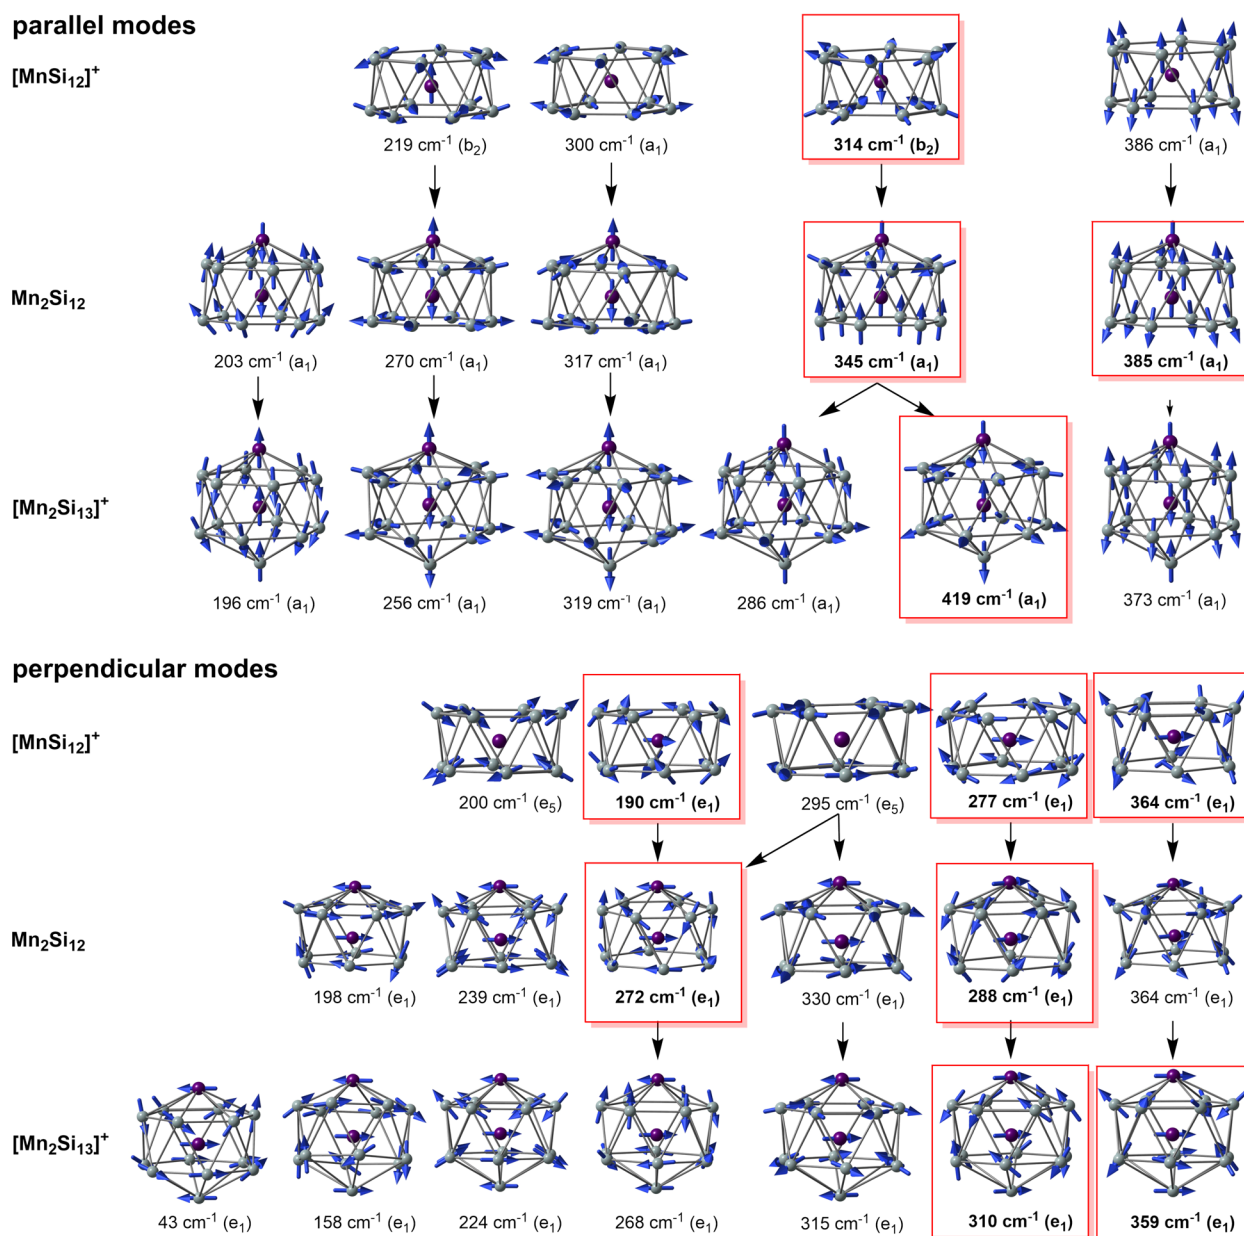 parallel modes
[MnSi₁₂]⁺
219 cm⁻¹ (b₂)
300 cm⁻¹ (a₁)
314 cm⁻¹ (b₂)
386 cm⁻¹ (a₁)
Mn₂Si₁₂
203 cm⁻¹ (a₁)
270 cm⁻¹ (a₁)
317 cm⁻¹ (a₁)
345 cm⁻¹ (a₁)
385 cm⁻¹ (a₁)
[Mn₂Si₁₃]⁺
196 cm⁻¹ (a₁)
256 cm⁻¹ (a₁)
319 cm⁻¹ (a₁)
286 cm⁻¹ (a₁)
419 cm⁻¹ (a₁)
373 cm⁻¹ (a₁)
perpendicular modes
[MnSi₁₂]⁺
200 cm⁻¹ (e₅)
190 cm⁻¹ (e₁)
295 cm⁻¹ (e₅)
277 cm⁻¹ (e₁)
364 cm⁻¹ (e₁)
Mn₂Si₁₂
198 cm⁻¹ (e₁)
239 cm⁻¹ (e₁)
272 cm⁻¹ (e₁)
330 cm⁻¹ (e₁)
288 cm⁻¹ (e₁)
364 cm⁻¹ (e₁)
[Mn₂Si₁₃]⁺
43 cm⁻¹ (e₁)
158 cm⁻¹ (e₁)
224 cm⁻¹ (e₁)
268 cm⁻¹ (e₁)
315 cm⁻¹ (e₁)
310 cm⁻¹ (e₁)
359 cm⁻¹ (e₁)